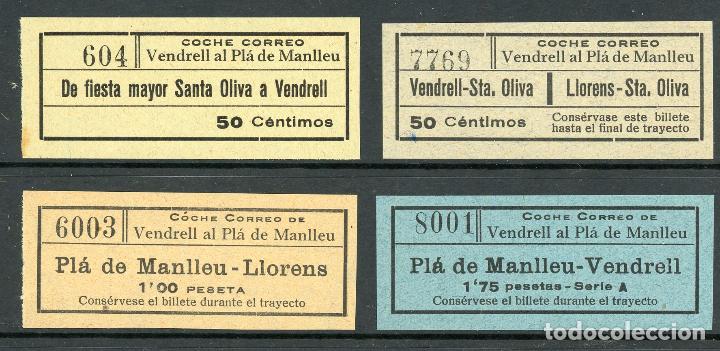 604
COCHE CORREO
Vendrell al Plá de Manlleu
De fiesta mayor Santa Oliva a Vendrell
50 Céntimos
7769
COCHE CORREO
Vendrell al Plá de Manlleu
Vendrell-Sta. Oliva
Llorens-Sta. Oliva
50 Céntimos
Consérvase este billete
hasta el final de trayecto
6003
CÓCHE CORREO DE
Vendrell al Plá de Manlleu
Plá de Manlleu-Llorens
1'00 PESETA
Consérvese el billete durante el trayecto
8001
COCHE CORREO DE
Vendrell al Plá de Manlleu
Plá de Manlleu-Vendrell
1'75 pesetas-Serie A
Consérvese el billete durante el trayecto
todocoleccion